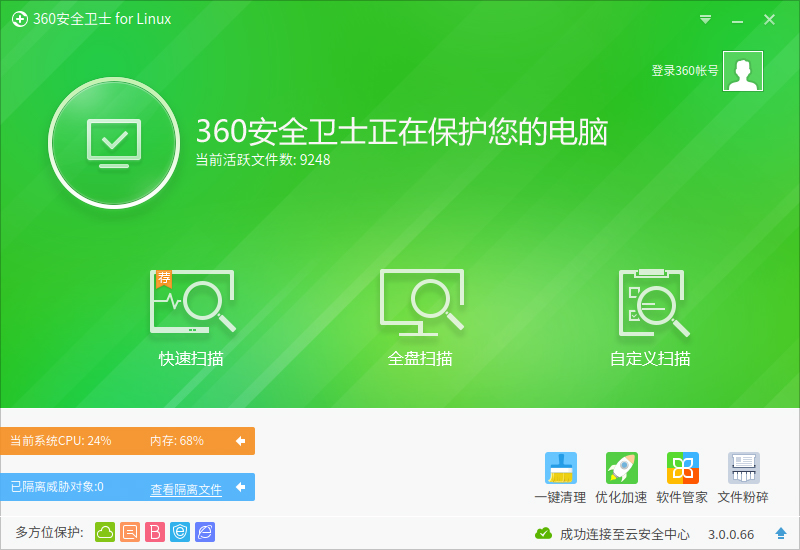 360安全卫士 for Linux
登录360帐号
360安全卫士正在保护您的电脑
当前活跃文件数: 9248
荐
快速扫描
全盘扫描
自定义扫描
当前系统CPU: 24%
内存: 68%
已隔离威胁对象:0
查看隔离文件
一键清理
优化加速
软件管家
文件粉碎
多方位保护:
成功连接至云安全中心
3.0.0.66